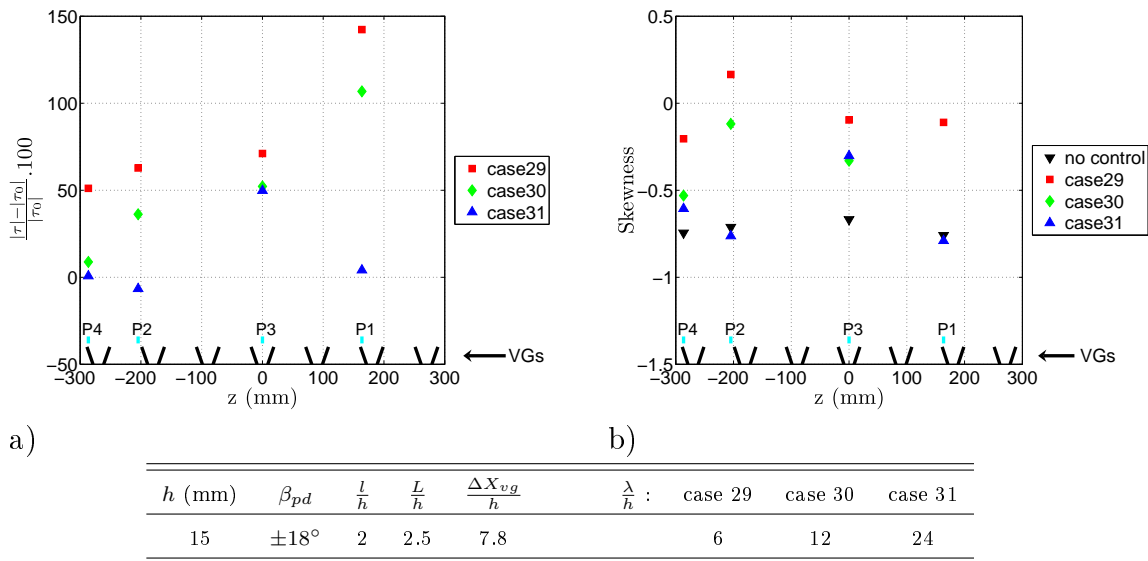 150
100
50
0
−50
−300 −200 −100 0 100 200 300
z (mm)
|τ|−|τ₀| / |τ₀| .100
P4 P2 P3 P1
VGs
case29
case30
case31
a)
0.5
0
−0.5
−1
−1.5
−300 −200 −100 0 100 200 300
z (mm)
Skewness
P4 P2 P3 P1
VGs
no control
case29
case30
case31
b)
h (mm) β_pd l/h L/h ΔX_vg/h λ/h : case 29 case 30 case 31
15 ±18° 2 2.5 7.8 6 12 24